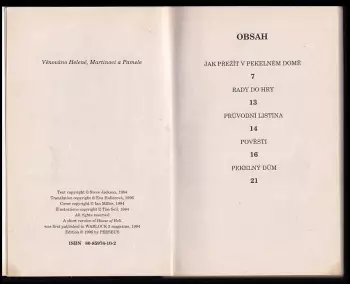 Věnováno Heleně, Martinovi a Pamele
Text copyright © Steve Jackson, 1984
Translation copyright © Eva Pošarová, 1996
Cover copyright © Ian Miller, 1984
Illustrations copyright © Tim Sell, 1984
All rights reserved
A short version of House of Hell
was first published in WARLOCK 3 magazine, 1984
Edition © 1996 by PERSEUS
ISBN 80-85976-10-2
OBSAH
JAK PŘEŽÍT V PEKELNÉM DOMĚ
7
RADY DO HRY
13
PRŮVODNÍ LISTINA
14
POVĚSTI
16
PEKELNÝ DŮM
21